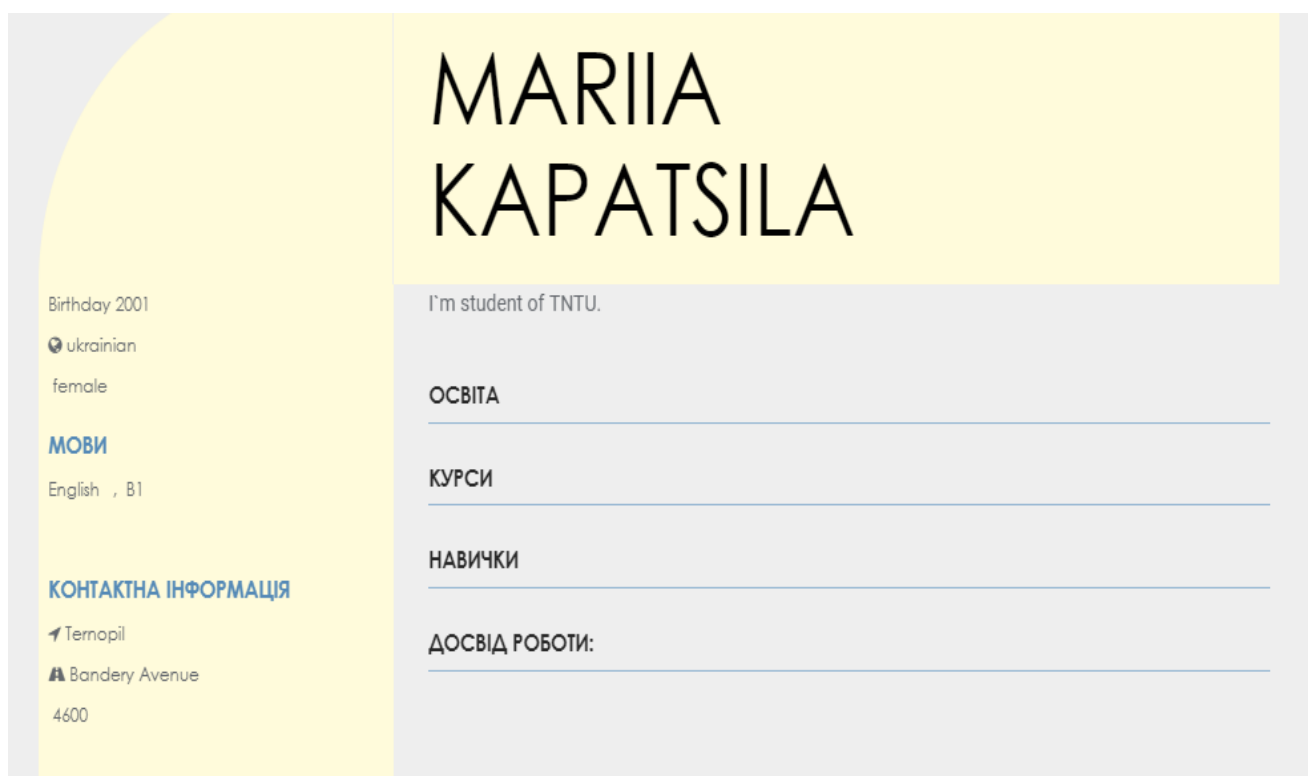 MARIIA
KAPATSILA
Birthday 2001
ukrainian
female
МОВИ
English , B1
КОНТАКТНА ІНФОРМАЦІЯ
Ternopil
Bandery Avenue
4600
I`m student of TNTU.
ОСВІТА
КУРСИ
НАВИЧКИ
ДОСВІД РОБОТИ: